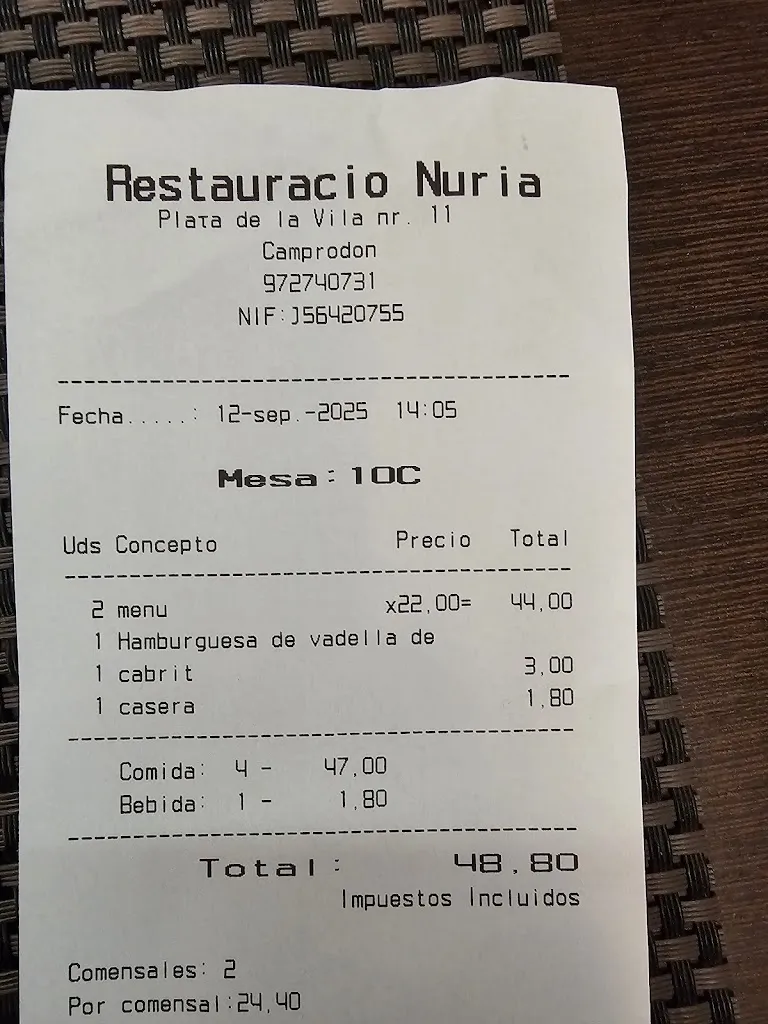 Restauracio Nuria
Plaza de la Vila nr. 11
Camprodon
972740731
NIF:J56420755
Fecha.....: 12-sep.-2025 14:05
Mesa: 10C
Uds Concepto Precio Total
2 menu x22,00= 44,00
1 Hamburguesa de vadella de
1 cabrit 3,00
1 casera 1,80
Comida: 4 - 47,00
Bebida: 1 - 1,80
Total: 48,80
Impuestos Incluidos
Comensales: 2
Por comensal:24,40